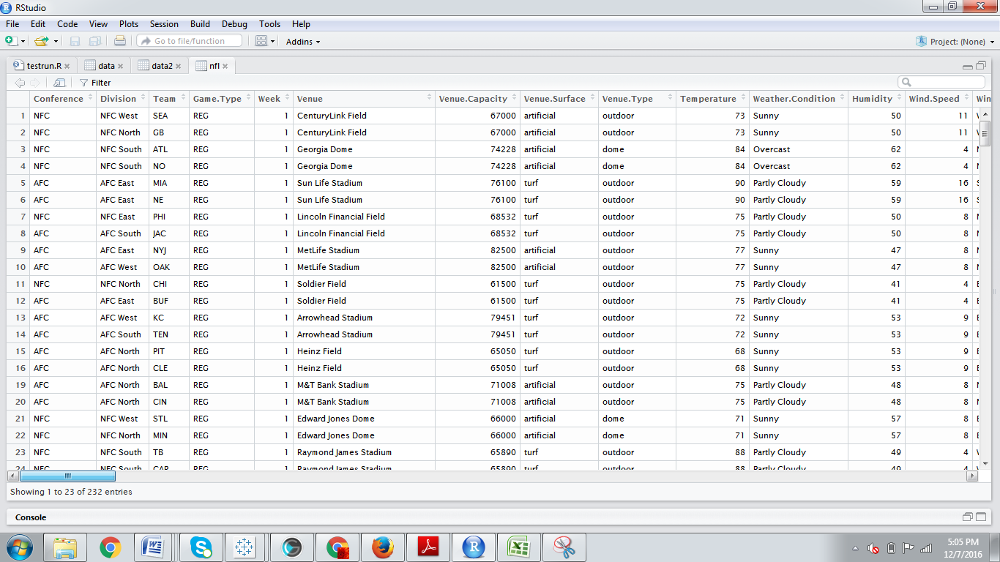 RStudio
File Edit Code View Plots Session Build Debug Tools Help
Go to file/function Addins Project: (None)
testrun.R data data2 nfl
Filter
Conference Division Team Game.Type Week Venue Venue.Capacity Venue.Surface Venue.Type Temperature Weather.Condition Humidity Wind.Speed Win
1 NFC NFC West SEA REG 1 CenturyLink Field 67000 artificial outdoor 73 Sunny 50 11
2 NFC NFC North GB REG 1 CenturyLink Field 67000 artificial outdoor 73 Sunny 50 11
3 NFC NFC South ATL REG 1 Georgia Dome 74228 artificial dome 84 Overcast 62 4
4 NFC NFC South NO REG 1 Georgia Dome 74228 artificial dome 84 Overcast 62 4
5 AFC AFC East MIA REG 1 Sun Life Stadium 76100 turf outdoor 90 Partly Cloudy 59 16
6 AFC AFC East NE REG 1 Sun Life Stadium 76100 turf outdoor 90 Partly Cloudy 59 16
7 NFC NFC East PHI REG 1 Lincoln Financial Field 68532 turf outdoor 75 Partly Cloudy 50 8
8 AFC AFC South JAC REG 1 Lincoln Financial Field 68532 turf outdoor 75 Partly Cloudy 50 8
9 AFC AFC East NYJ REG 1 MetLife Stadium 82500 artificial outdoor 77 Sunny 47 8
10 AFC AFC West OAK REG 1 MetLife Stadium 82500 artificial outdoor 77 Sunny 47 8
11 NFC NFC North CHI REG 1 Soldier Field 61500 turf outdoor 75 Partly Cloudy 41 4
12 AFC AFC East BUF REG 1 Soldier Field 61500 turf outdoor 75 Partly Cloudy 41 4
13 AFC AFC West KC REG 1 Arrowhead Stadium 79451 turf outdoor 72 Sunny 53 9
14 AFC AFC South TEN REG 1 Arrowhead Stadium 79451 turf outdoor 72 Sunny 53 9
15 AFC AFC North PIT REG 1 Heinz Field 65050 turf outdoor 68 Sunny 53 9
16 AFC AFC North CLE REG 1 Heinz Field 65050 turf outdoor 68 Sunny 53 9
19 AFC AFC North BAL REG 1 M&T Bank Stadium 71008 artificial outdoor 75 Partly Cloudy 48 8
20 AFC AFC North CIN REG 1 M&T Bank Stadium 71008 artificial outdoor 75 Partly Cloudy 48 8
21 NFC NFC West STL REG 1 Edward Jones Dome 66000 artificial dome 71 Sunny 57 8
22 NFC NFC North MIN REG 1 Edward Jones Dome 66000 artificial dome 71 Sunny 57 8
23 NFC NFC South TB REG 1 Raymond James Stadium 65890 turf outdoor 88 Partly Cloudy 49 4
24 NFC NFC South CAR REG 1 Raymond James Stadium 65890 turf outdoor 88 Partly Cloudy 49 4
Showing 1 to 23 of 232 entries
Console
5:05 PM
12/7/2016